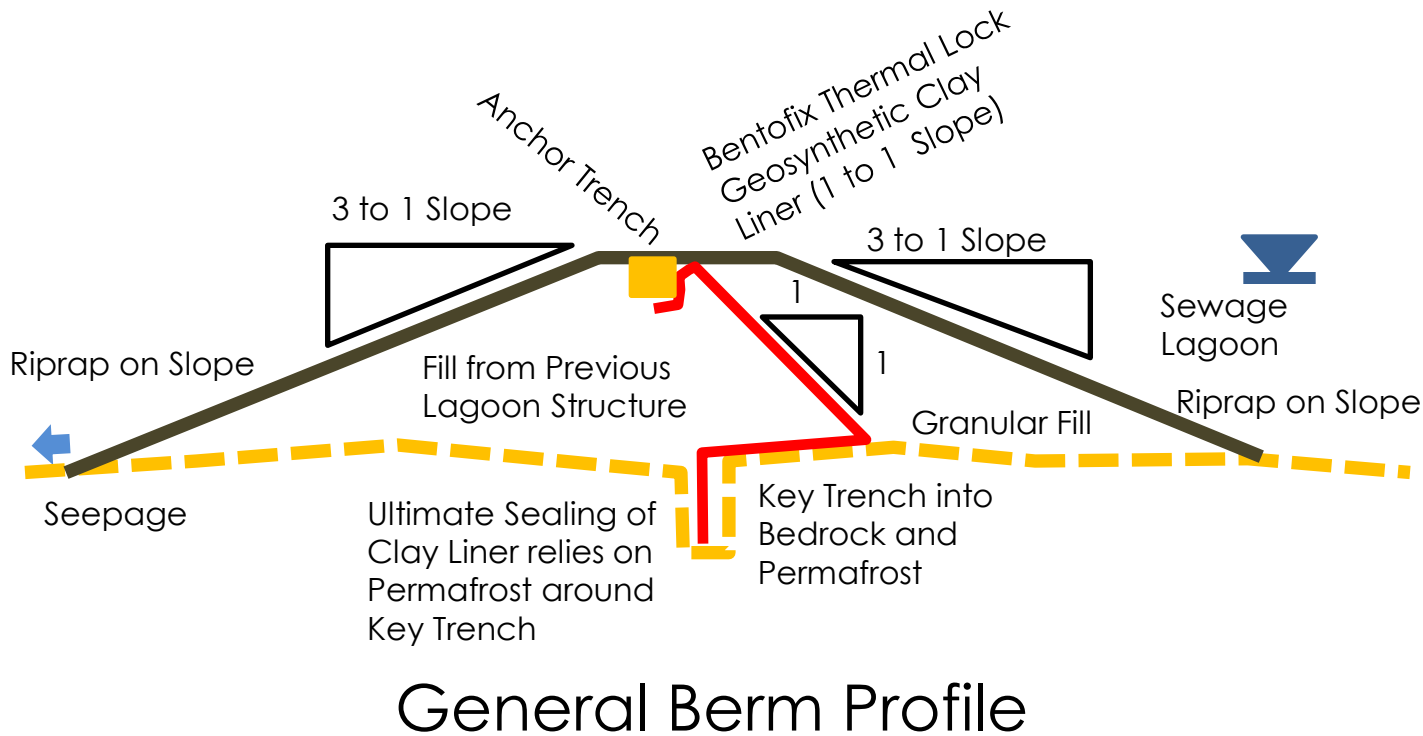 Anchor Trench
Bentofix Thermal Lock
Geosynthetic Clay
Liner (1 to 1 Slope)
3 to 1 Slope
3 to 1 Slope
1
1
Sewage
Lagoon
Riprap on Slope
Fill from Previous
Lagoon Structure
Granular Fill
Riprap on Slope
Seepage
Ultimate Sealing of
Clay Liner relies on
Permafrost around
Key Trench
Key Trench into
Bedrock and
Permafrost
General Berm Profile